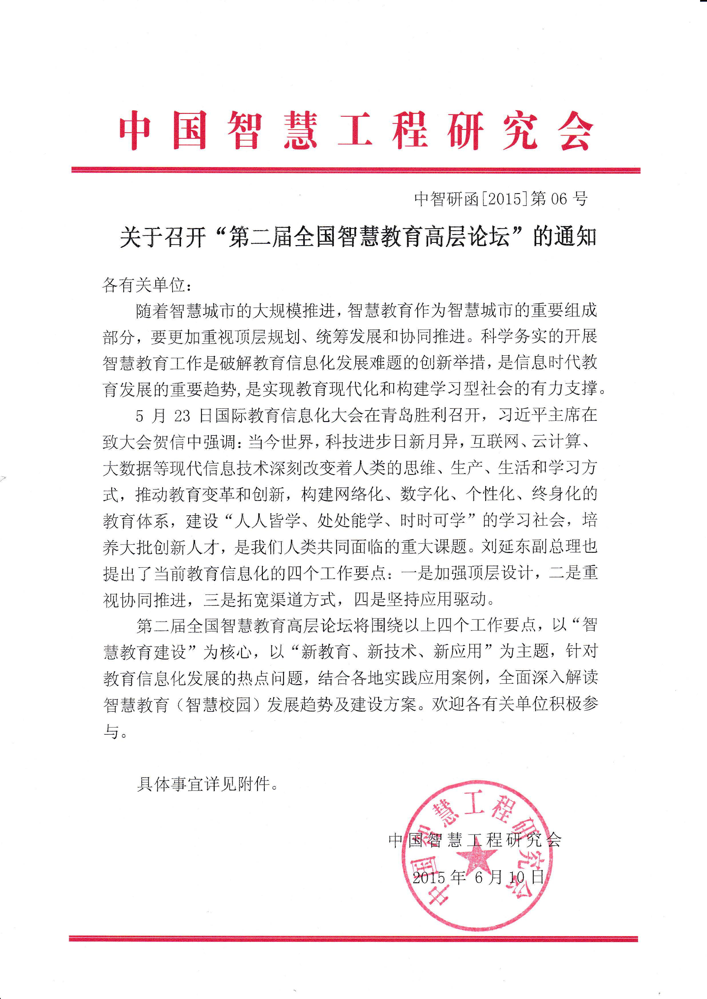 中国智慧工程研究会
中智研函[2015]第 06 号
关于召开“第二届全国智慧教育高层论坛”的通知
各有关单位：
随着智慧城市的大规模推进，智慧教育作为智慧城市的重要组成
部分，要更加重视顶层规划、统筹发展和协同推进。科学务实的开展
智慧教育工作是破解教育信息化发展难题的创新举措，是信息时代教
育发展的重要趋势，是实现教育现代化和构建学习型社会的有力支撑。
5 月 23 日国际教育信息化大会在青岛胜利召开，习近平主席在
致大会贺信中强调：当今世界，科技进步日新月异，互联网、云计算、
大数据等现代信息技术深刻改变着人类的思维、生产、生活和学习方
式，推动教育变革和创新，构建网络化、数字化、个性化、终身化的
教育体系，建设“人人皆学、处处能学、时时可学”的学习社会，培
养大批创新人才，是我们人类共同面临的重大课题。刘延东副总理也
提出了当前教育信息化的四个工作要点：一是加强顶层设计，二是重
视协同推进，三是拓宽渠道方式，四是坚持应用驱动。
第二届全国智慧教育高层论坛将围绕以上四个工作要点，以“智
慧教育建设”为核心，以“新教育、新技术、新应用”为主题，针对
教育信息化发展的热点问题，结合各地实践应用案例，全面深入解读
智慧教育（智慧校园）发展趋势及建设方案。欢迎各有关单位积极参
与。
具体事宜详见附件。
中国智慧工程研究会
中国智慧工程研究会
2015 年 6 月 10 日